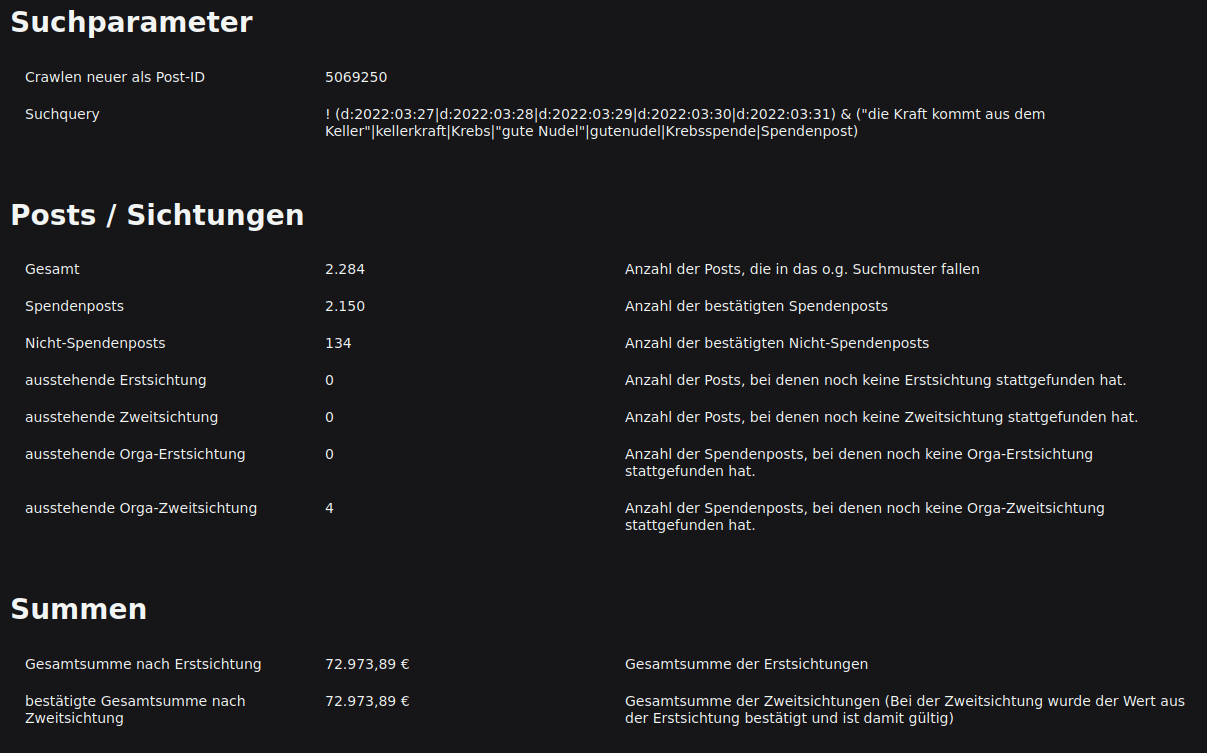 Suchparameter
Crawlen neuer als Post-ID 5069250
Suchquery ! (d:2022:03:27|d:2022:03:28|d:2022:03:29|d:2022:03:30|d:2022:03:31) & ("die Kraft kommt aus dem
Keller"|kellerkraft|Krebs|"gute Nudel"|gutenudel|Krebsspende|Spendenpost)
Posts / Sichtungen
Gesamt 2.284 Anzahl der Posts, die in das o.g. Suchmuster fallen
Spendenposts 2.150 Anzahl der bestätigten Spendenposts
Nicht-Spendenposts 134 Anzahl der bestätigten Nicht-Spendenposts
ausstehende Erstsichtung 0 Anzahl der Posts, bei denen noch keine Erstsichtung stattgefunden hat.
ausstehende Zweitsichtung 0 Anzahl der Posts, bei denen noch keine Zweitsichtung stattgefunden hat.
ausstehende Orga-Erstsichtung 0 Anzahl der Spendenposts, bei denen noch keine Orga-Erstsichtung
stattgefunden hat.
ausstehende Orga-Zweitsichtung 4 Anzahl der Spendenposts, bei denen noch keine Orga-Zweitsichtung
stattgefunden hat.
Summen
Gesamtsumme nach Erstsichtung 72.973,89 € Gesamtsumme der Erstsichtungen
bestätigte Gesamtsumme nach 72.973,89 € Gesamtsumme der Zweitsichtungen (Bei der Zweitsichtung wurde der Wert aus
Zweitsichtung der Erstsichtung bestätigt und ist damit gültig)